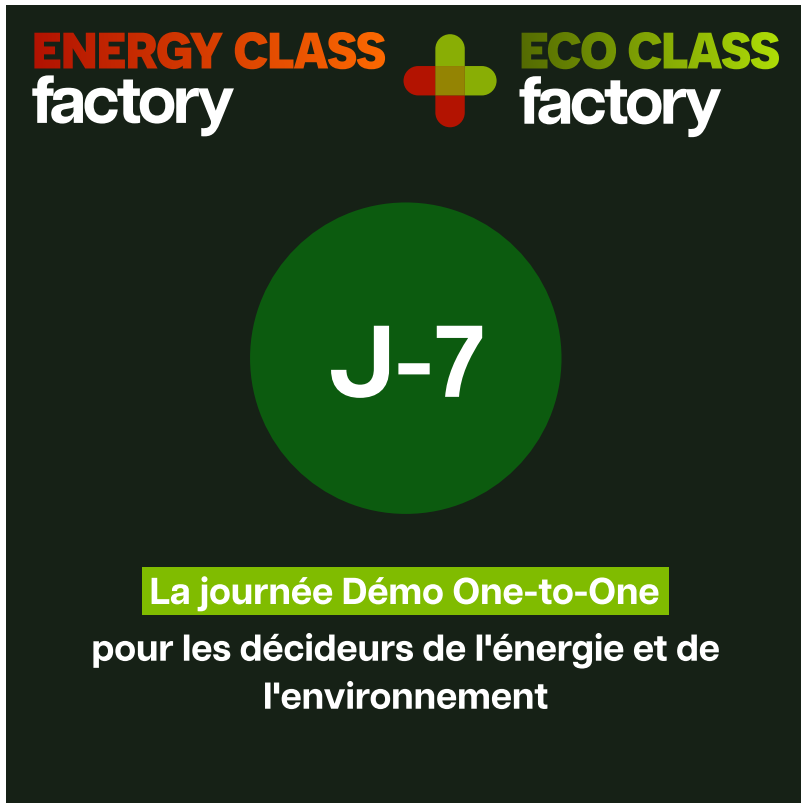 ENERGY CLASS
factory
ECO CLASS
factory
J-7
La journée Démo One-to-One
pour les décideurs de l'énergie et de
l'environnement